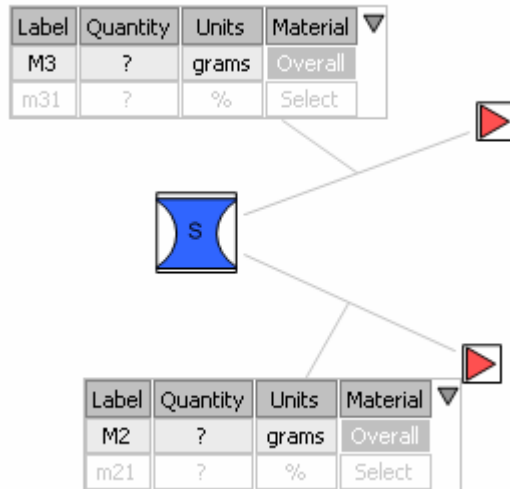 Label Quantity Units Material
M3 ? grams Overall
m31 ? % Select
S
Label Quantity Units Material
M2 ? grams Overall
m21 ? % Select